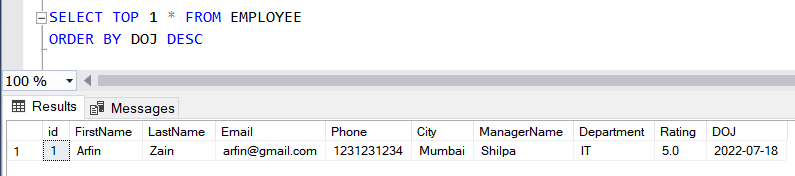 SELECT TOP 1 * FROM EMPLOYEE
ORDER BY DOJ DESC
100 %
Results Messages
id FirstName LastName Email Phone City ManagerName Department Rating DOJ
1 1 Arfin Zain arfin@gmail.com 1231231234 Mumbai Shilpa IT 5.0 2022-07-18